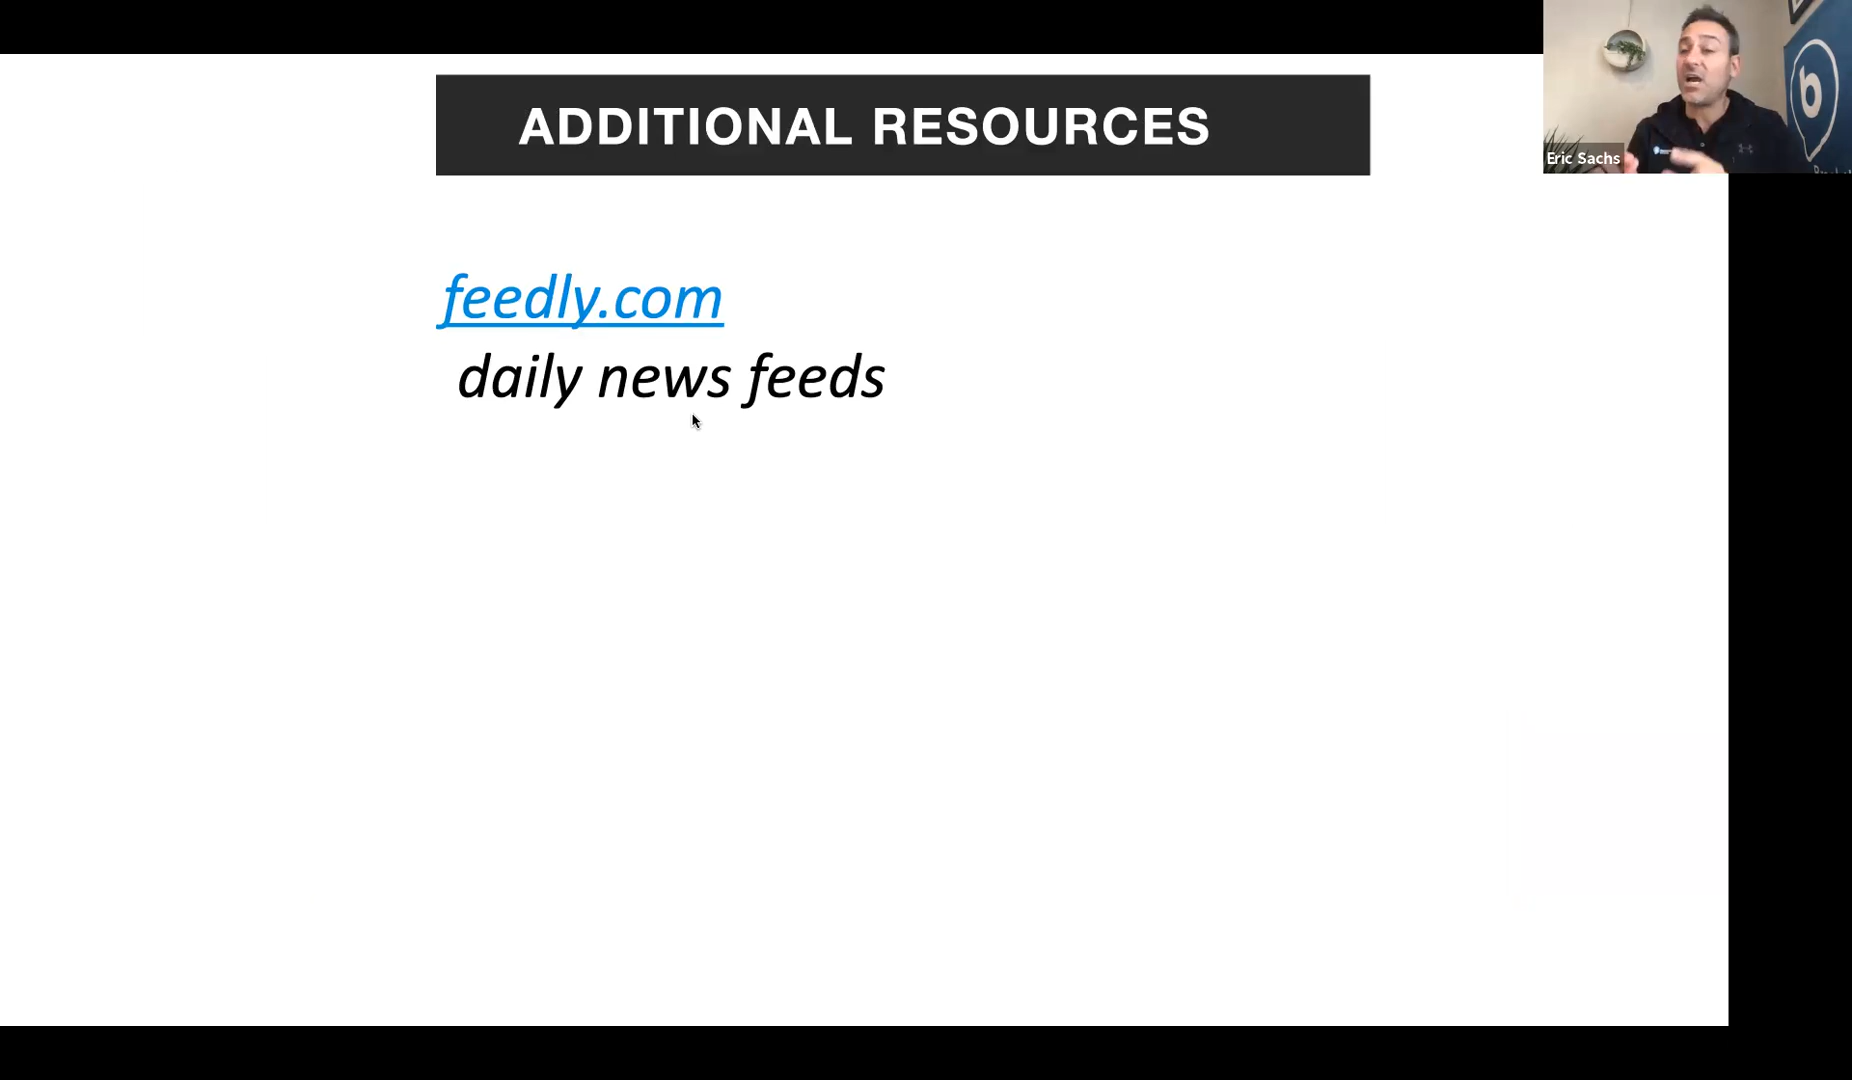 ADDITIONAL RESOURCES
feedly.com
daily news feeds
Eric Sachs
b